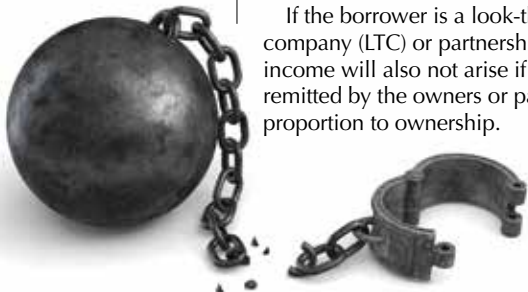 If the borrower is a look-t
company (LTC) or partnersh
income will also not arise if
remitted by the owners or pa
proportion to ownership.